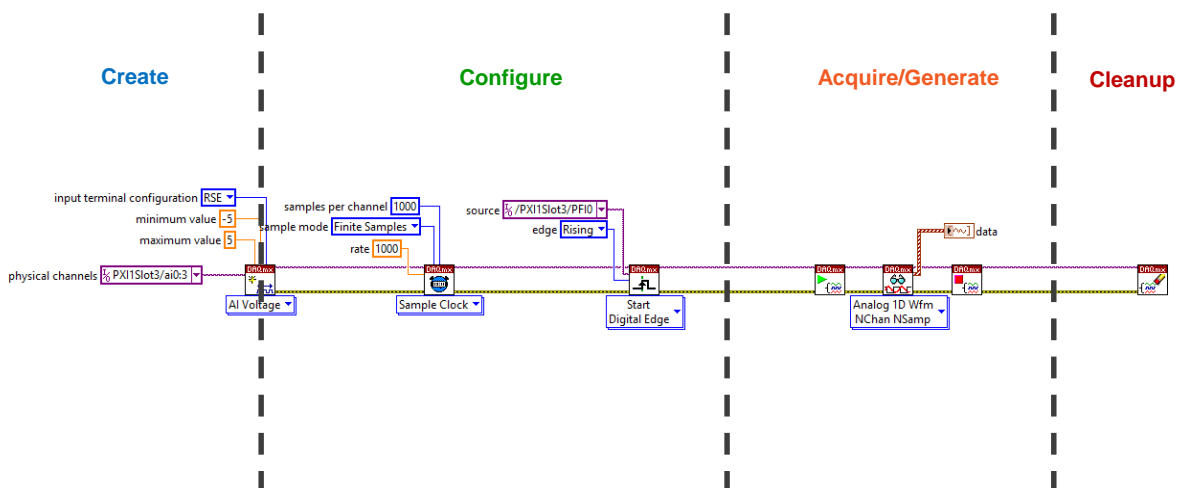 Create
Configure
Acquire/Generate
Cleanup
input terminal configuration RSE
minimum value -5
maximum value 5
physical channels PXI1Slot3/ai0:3
DAQmx
AI Voltage
samples per channel 1000
sample mode Finite Samples
rate 1000
DAQmx
Sample Clock
source /PXI1Slot3/PFI0
edge Rising
DAQmx
Start
Digital Edge
DAQmx
data
DAQmx
Analog 1D Wfm
NChan NSamp
DAQmx
DAQmx